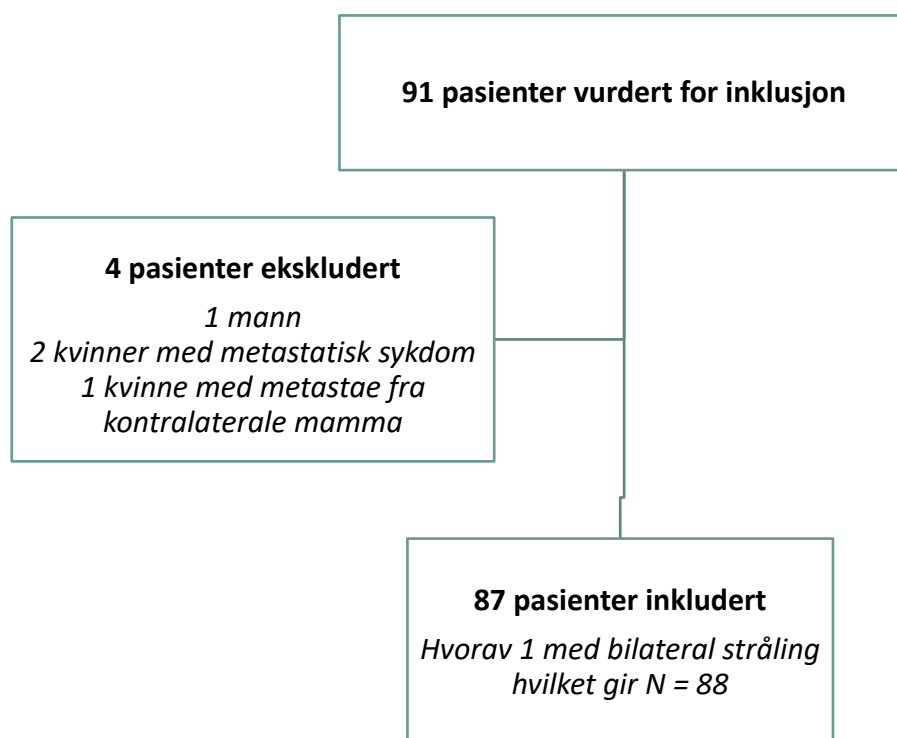 91 pasienter vurdert for inklusjon
4 pasienter ekskludert
1 mann
2 kvinner med metastatisk sykdom
1 kvinne med metastae fra
kontralaterale mamma
87 pasienter inkludert
Hvorav 1 med bilateral stråling
hvilket gir N = 88